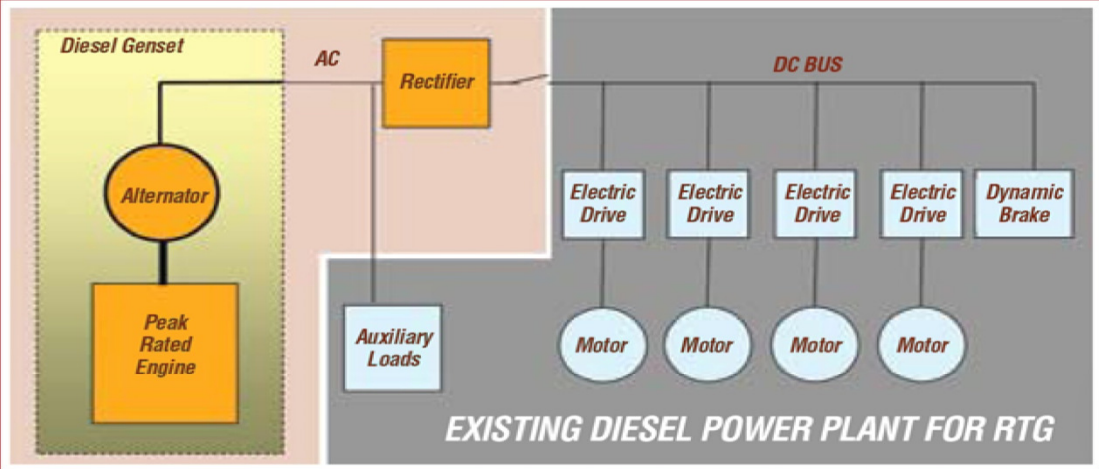 Diesel Genset
AC
Rectifier
DC BUS
Alternator
Electric
Drive
Electric
Drive
Electric
Drive
Electric
Drive
Dynamic
Brake
Peak
Rated
Engine
Auxiliary
Loads
Motor
Motor
Motor
Motor
EXISTING DIESEL POWER PLANT FOR RTG